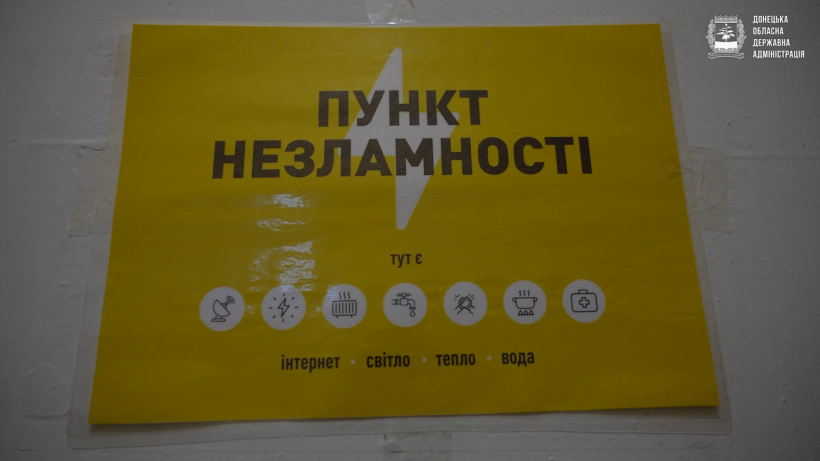 ДОНЕЦЬКА
ОБЛАСНА
ДЕРЖАВНА
АДМІНІСТРАЦІЯ
ПУНКТ
НЕЗЛАМНОСТІ
тут є
інтернет • світло • тепло • вода